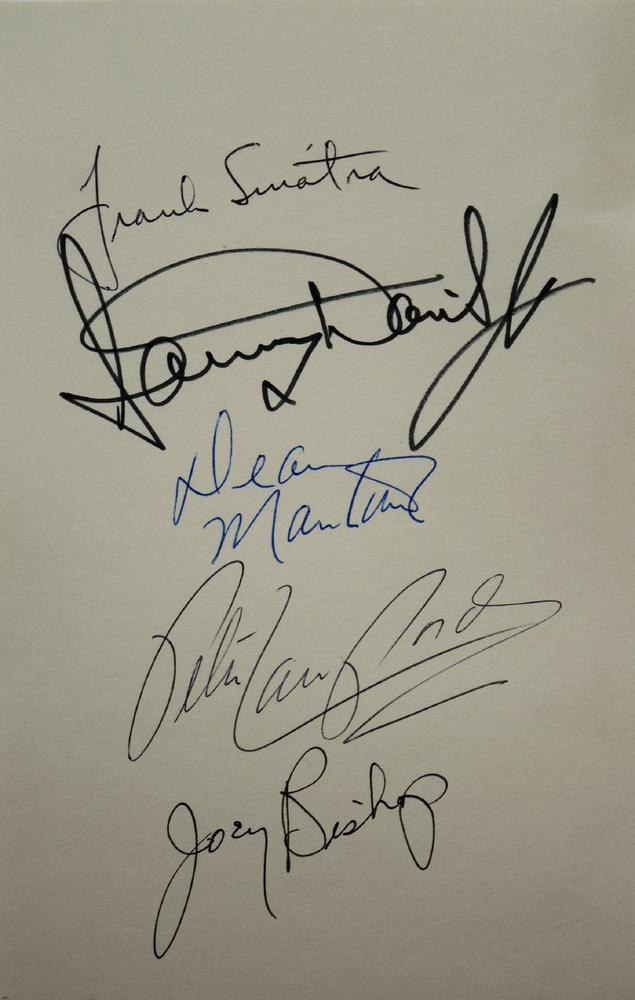 Frank Sinatra
Sammy Davis Jr
Dean
Martin
Peter Lawford
Joey Bishop